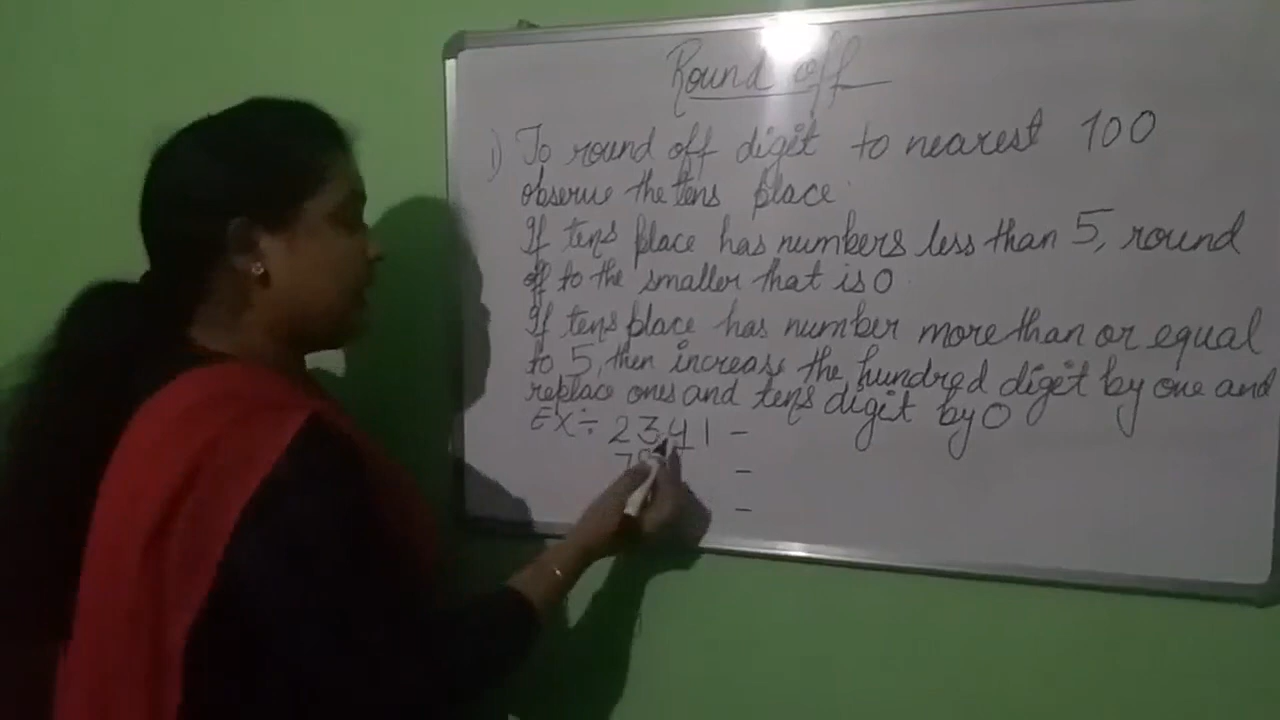 Round off
1) To round off digit to nearest 100
observe the tens place.
If tens place has numbers less than 5, round
off to the smaller that is 0
If tens place has number more than or equal
to 5, then increase the hundred digit by one and
replace ones and tens digit by 0
EX÷ 2341 –
–
–